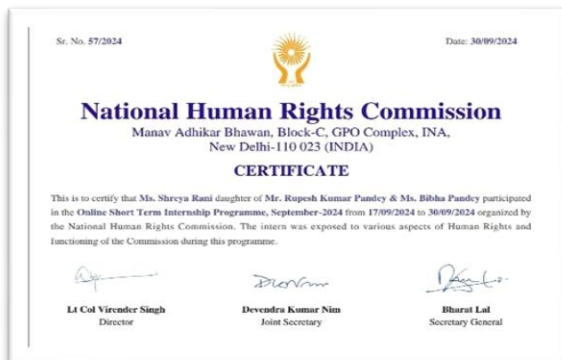 Sr. No. 57/2024
Date: 30/09/2024
National Human Rights Commission
Manav Adhikar Bhawan, Block-C, GPO Complex, INA,
New Delhi-110 023 (INDIA)
CERTIFICATE
This is to certify that Ms. Shreya Rani daughter of Mr. Rupesh Kumar Pandey & Ms. Bibha Pandey participated
in the Online Short Term Internship Programme, September-2024 from 17/09/2024 to 30/09/2024 organized by
the National Human Rights Commission. The intern was exposed to various aspects of Human Rights and
functioning of the Commission during this programme.
Lt Col Virender Singh
Director
Devendra Kumar Nim
Joint Secretary
Bharat Lal
Secretary General